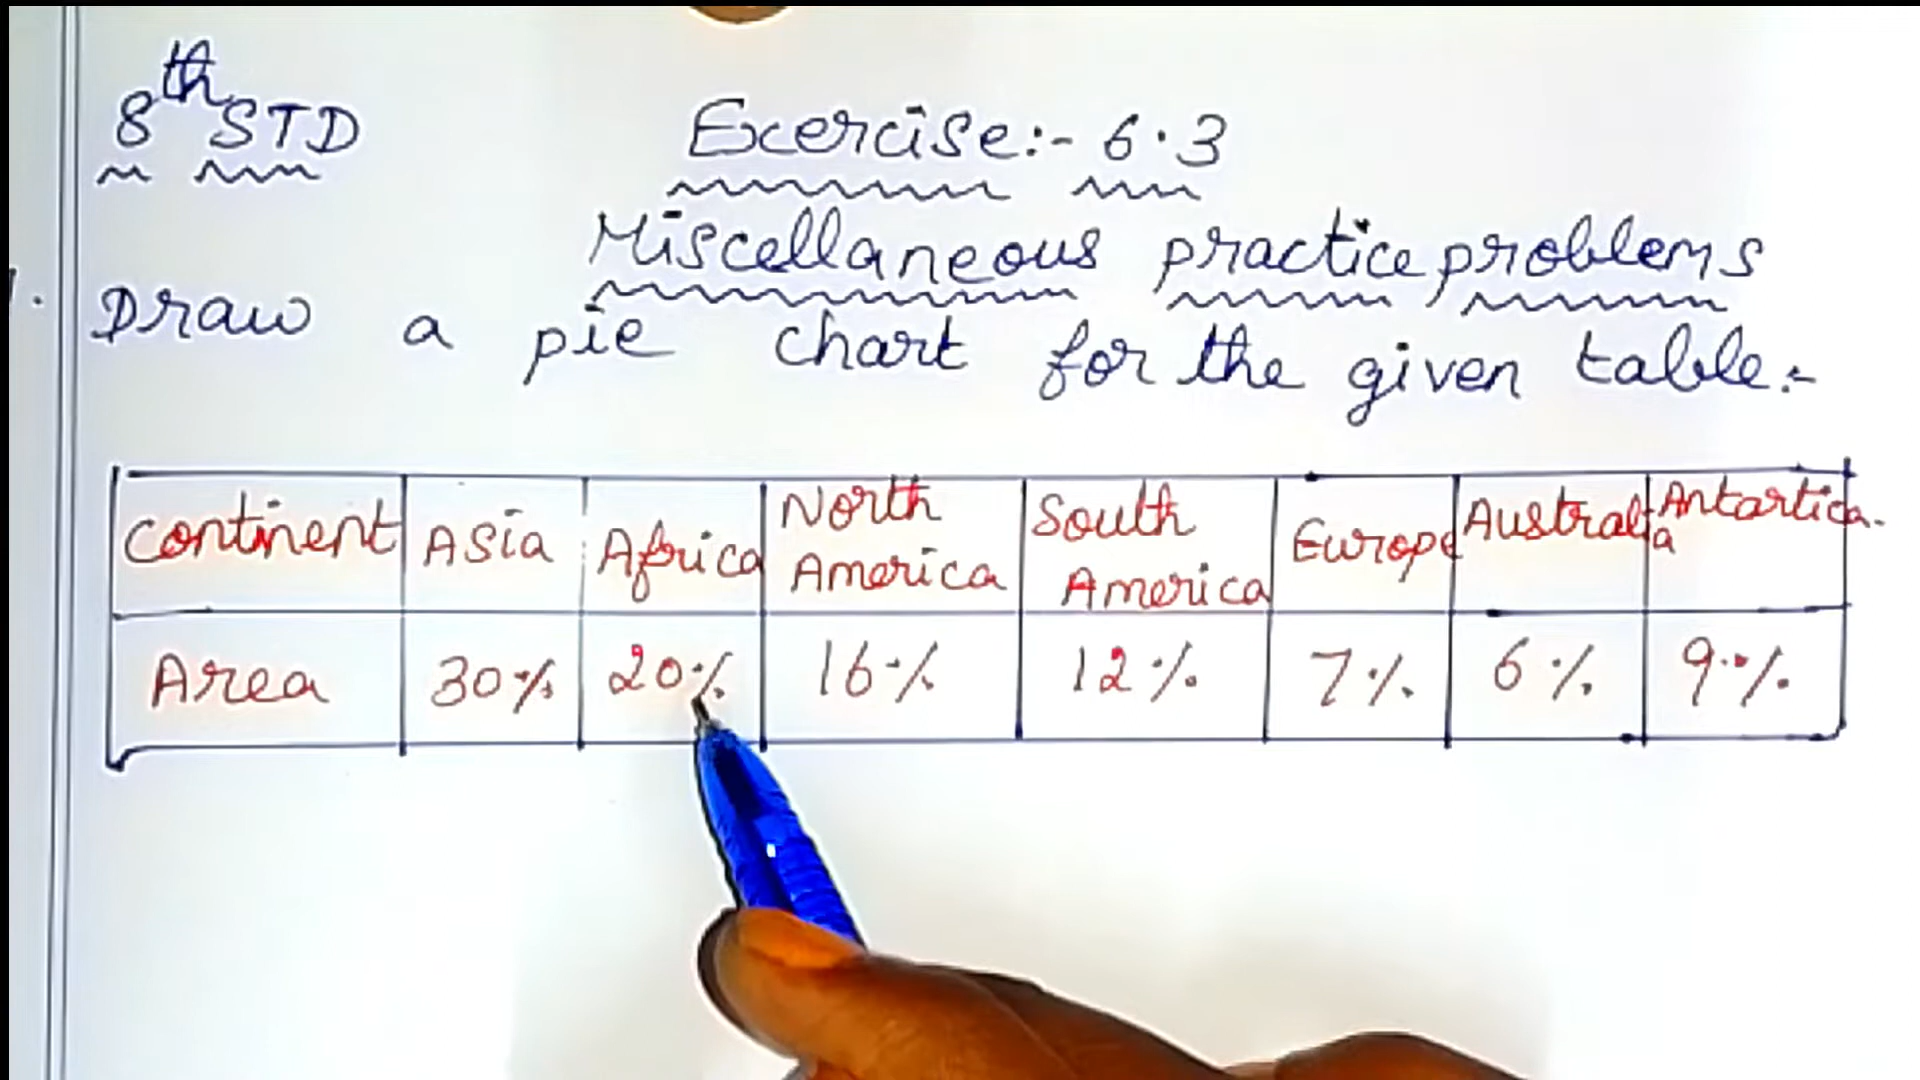 8th STD
Exercise:- 6.3
Miscellaneous practice problems
1. Draw a pie chart for the given table:-
Continent Asia Africa North America South America Europe Australia Antartica.
Area 30% 20% 16% 12% 7% 6% 9%